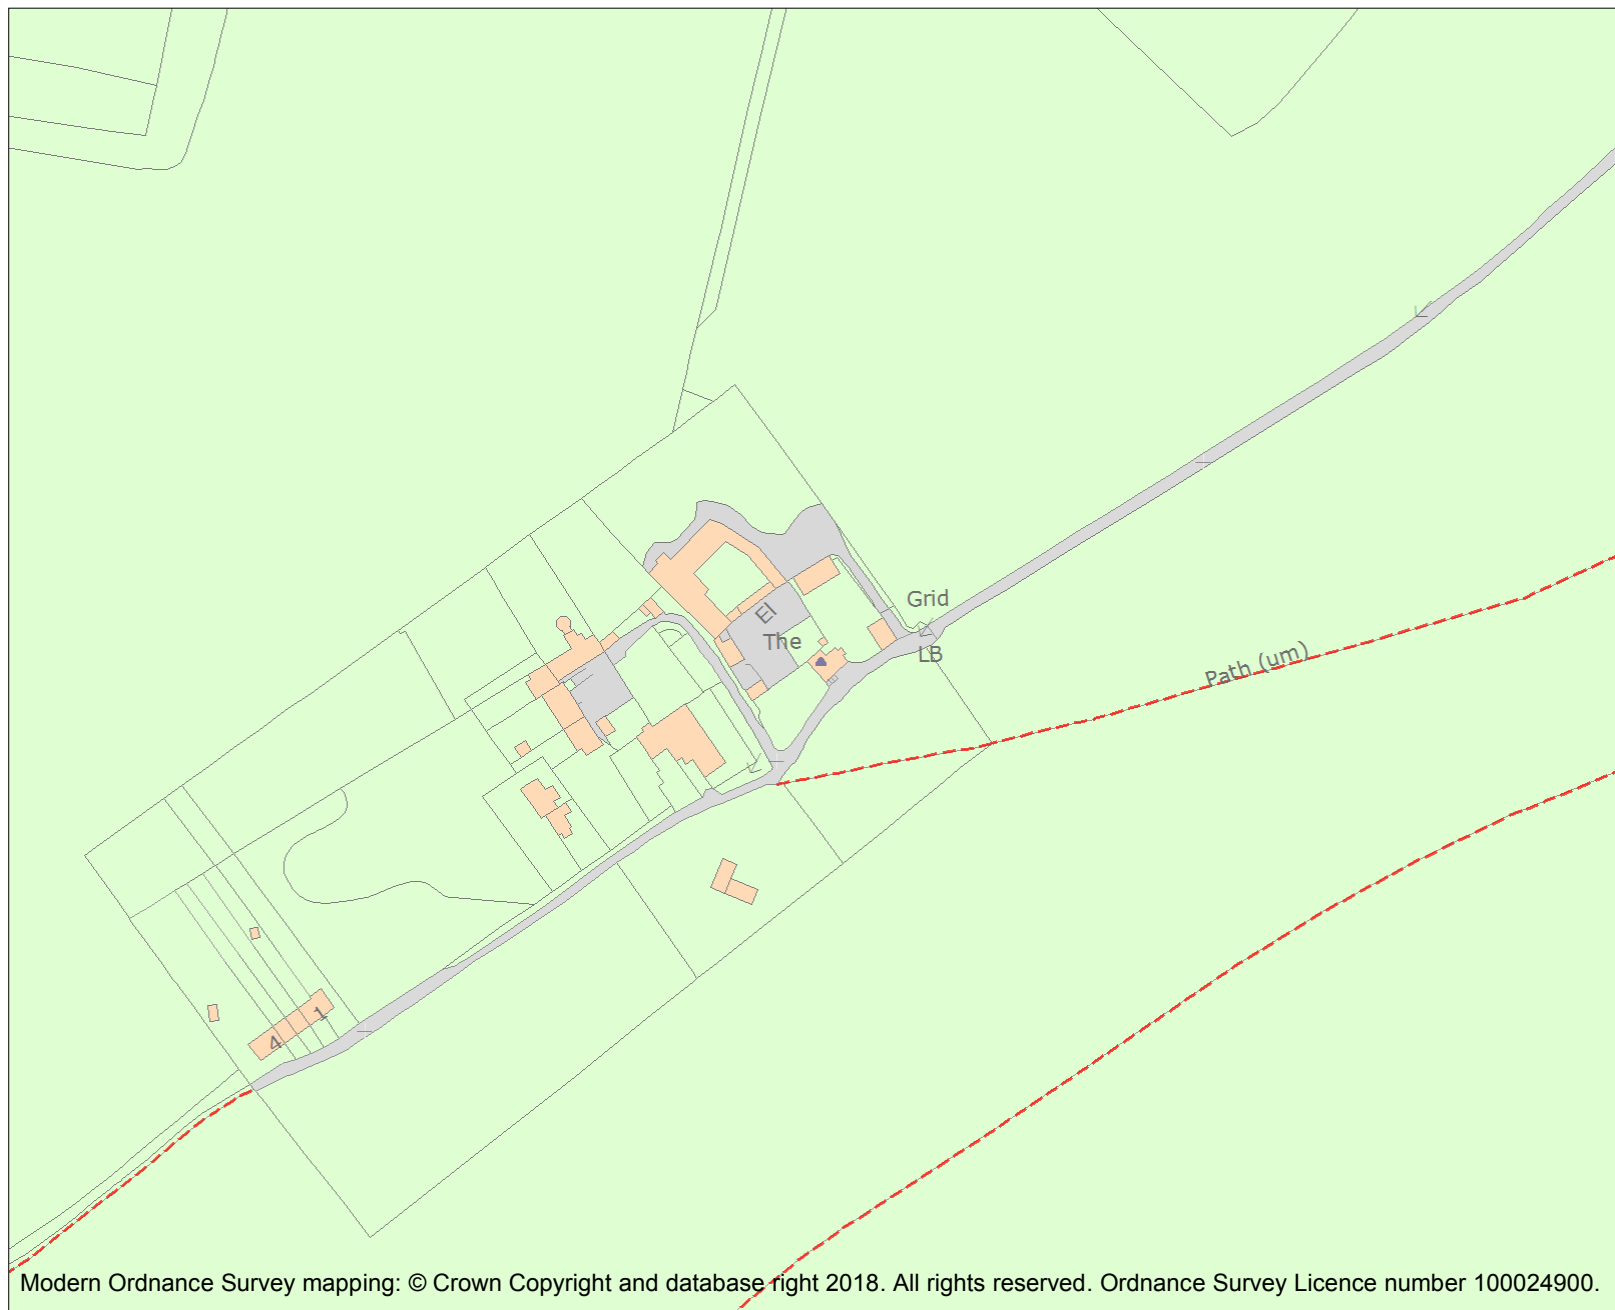 Grid
El
The
LB
Path (um)
1
4
Modern Ordnance Survey mapping: © Crown Copyright and database right 2018. All rights reserved. Ordnance Survey Licence number 100024900.